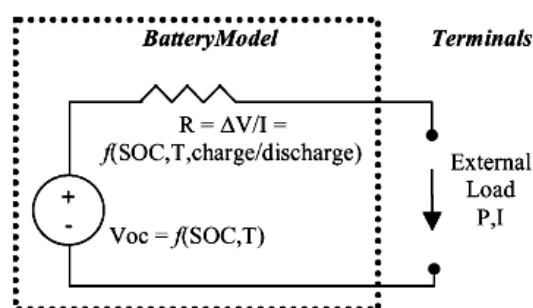 BatteryModel
Terminals
R = ΔV/I =
f(SOC,T,charge/discharge)
External
Load
P,I
+
-
Voc = f(SOC,T)